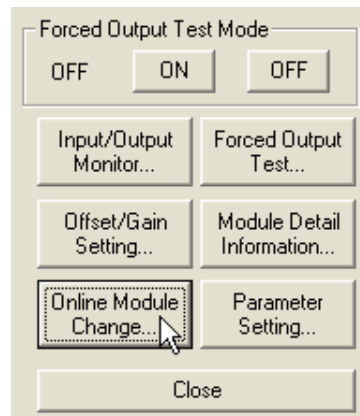 Forced Output Test Mode
OFF ON OFF
Input/Output
Monitor...
Forced Output
Test...
Offset/Gain
Setting...
Module Detail
Information...
Online Module
Change...
Parameter
Setting...
Close